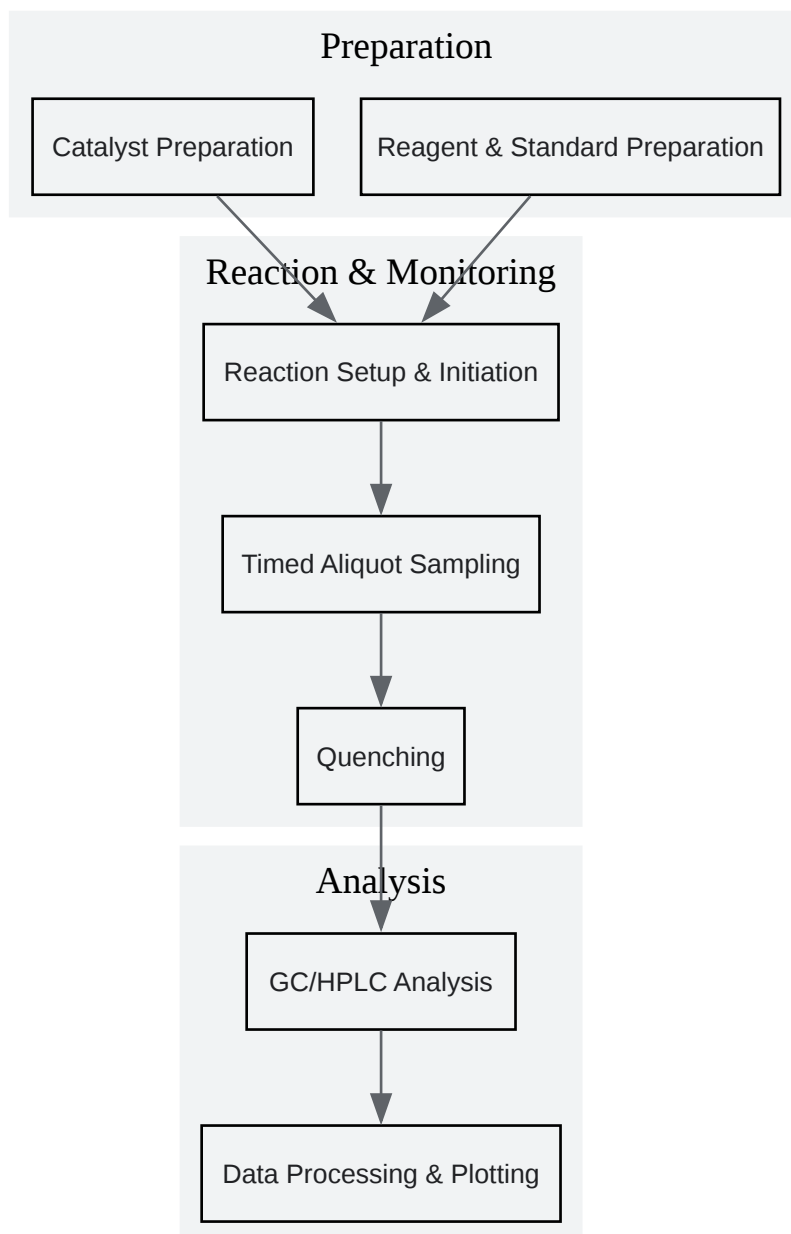 Preparation
Catalyst Preparation
Reagent & Standard Preparation
Reaction & Monitoring
Reaction Setup & Initiation
Timed Aliquot Sampling
Quenching
Analysis
GC/HPLC Analysis
Data Processing & Plotting